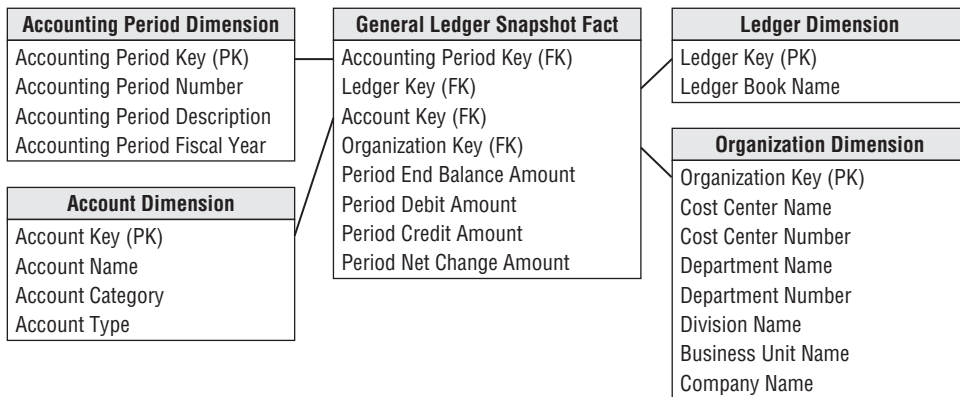 Accounting Period Dimension
Accounting Period Key (PK)
Accounting Period Number
Accounting Period Description
Accounting Period Fiscal Year
Account Dimension
Account Key (PK)
Account Name
Account Category
Account Type
General Ledger Snapshot Fact
Accounting Period Key (FK)
Ledger Key (FK)
Account Key (FK)
Organization Key (FK)
Period End Balance Amount
Period Debit Amount
Period Credit Amount
Period Net Change Amount
Ledger Dimension
Ledger Key (PK)
Ledger Book Name
Organization Dimension
Organization Key (PK)
Cost Center Name
Cost Center Number
Department Name
Department Number
Division Name
Business Unit Name
Company Name